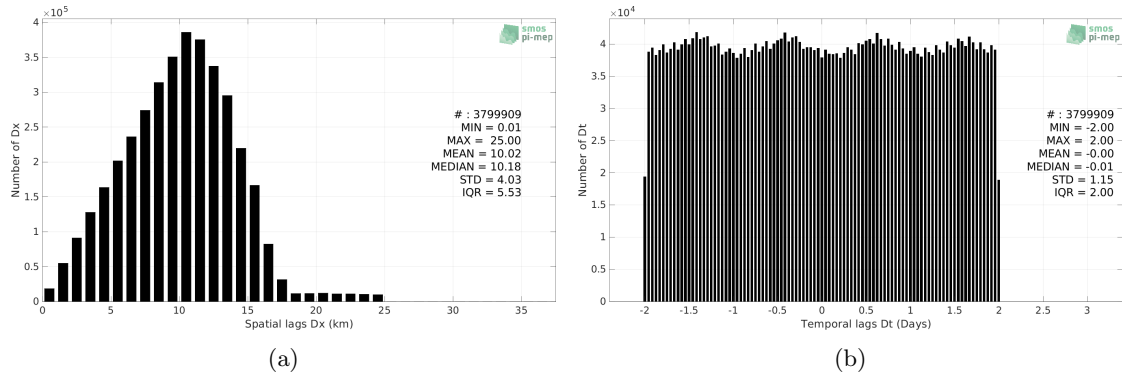 ×10⁵
4
3.5
3
2.5
2
1.5
1
0.5
0
Number of Dx
smos
pi-mep
# : 3799909
MIN = 0.01
MAX = 25.00
MEAN = 10.02
MEDIAN = 10.18
STD = 4.03
IQR = 5.53
0 5 10 15 20 25 30 35
Spatial lags Dx (km)
(a)
×10⁴
4
3.5
3
2.5
2
1.5
1
0.5
0
Number of Dt
smos
pi-mep
# : 3799909
MIN = -2.00
MAX = 2.00
MEAN = -0.00
MEDIAN = -0.01
STD = 1.15
IQR = 2.00
-2 -1.5 -1 -0.5 0 0.5 1 1.5 2 2.5 3
Temporal lags Dt (Days)
(b)